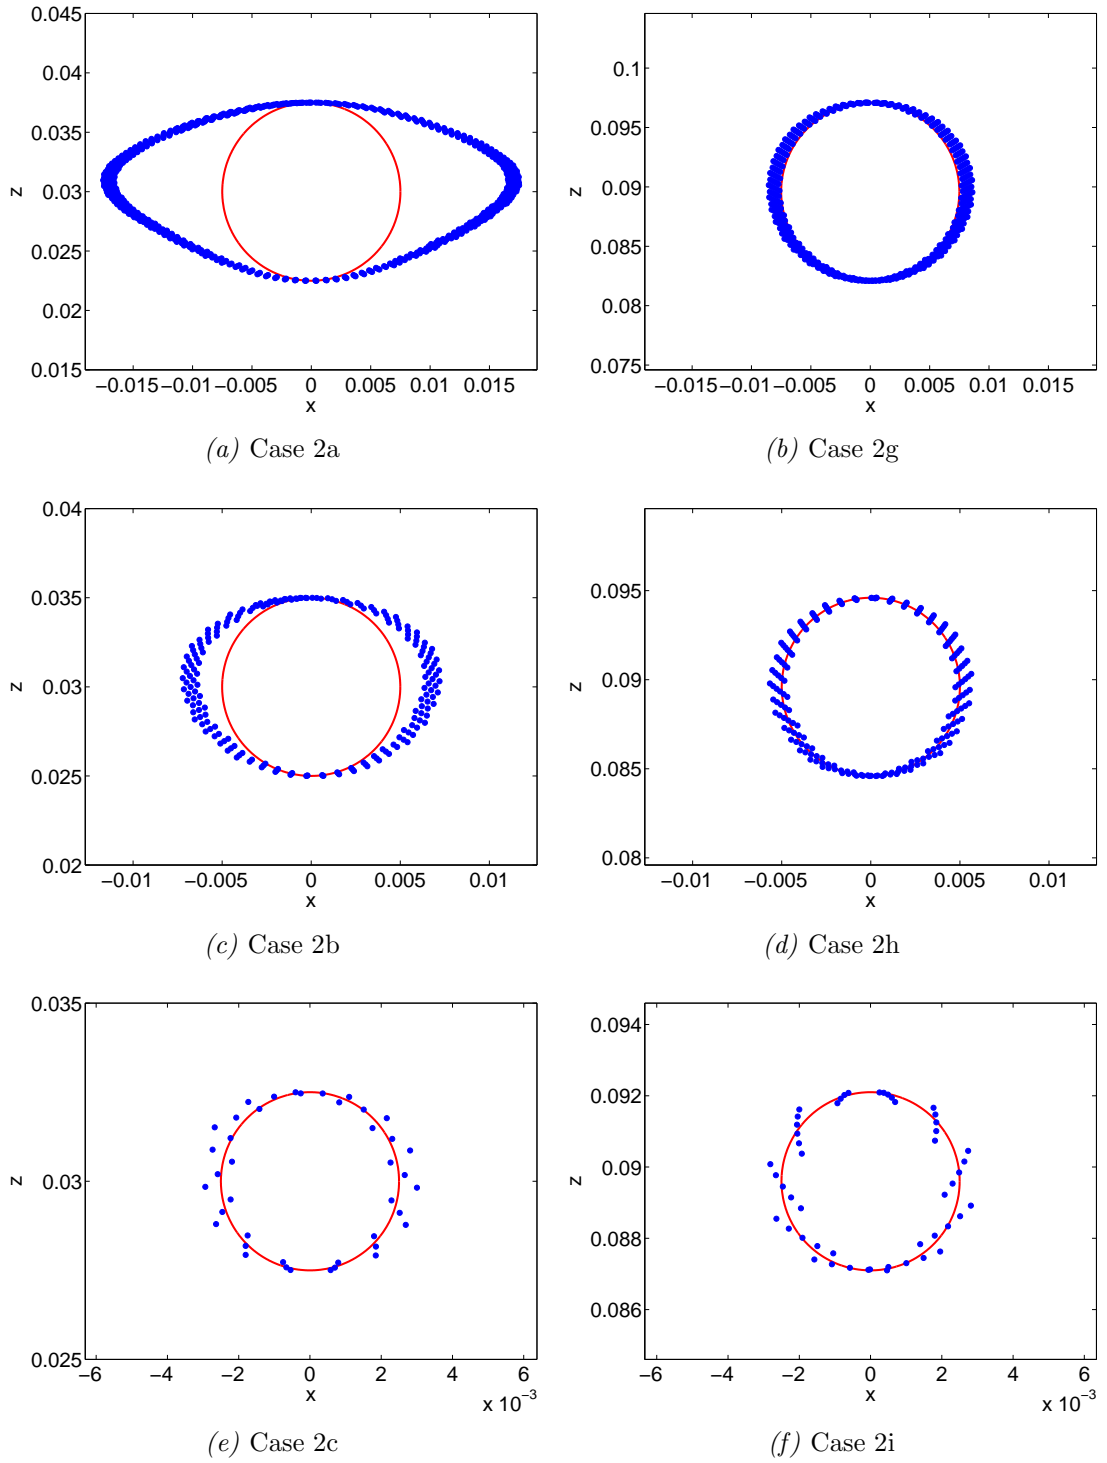 0.045
0.04
0.035
0.03
0.025
0.02
0.015
z
−0.015 −0.01 −0.005 0 0.005 0.01 0.015
x
(a) Case 2a
0.1
0.095
0.09
0.085
0.08
0.075
z
−0.015 −0.01 −0.005 0 0.005 0.01 0.015
x
(b) Case 2g
0.04
0.035
0.03
0.025
0.02
z
−0.01 −0.005 0 0.005 0.01
x
(c) Case 2b
0.095
0.09
0.085
0.08
z
−0.01 −0.005 0 0.005 0.01
x
(d) Case 2h
0.035
0.03
0.025
z
−6 −4 −2 0 2 4 6
x
x 10−3
(e) Case 2c
0.094
0.092
0.09
0.088
0.086
z
−6 −4 −2 0 2 4 6
x
x 10−3
(f) Case 2i